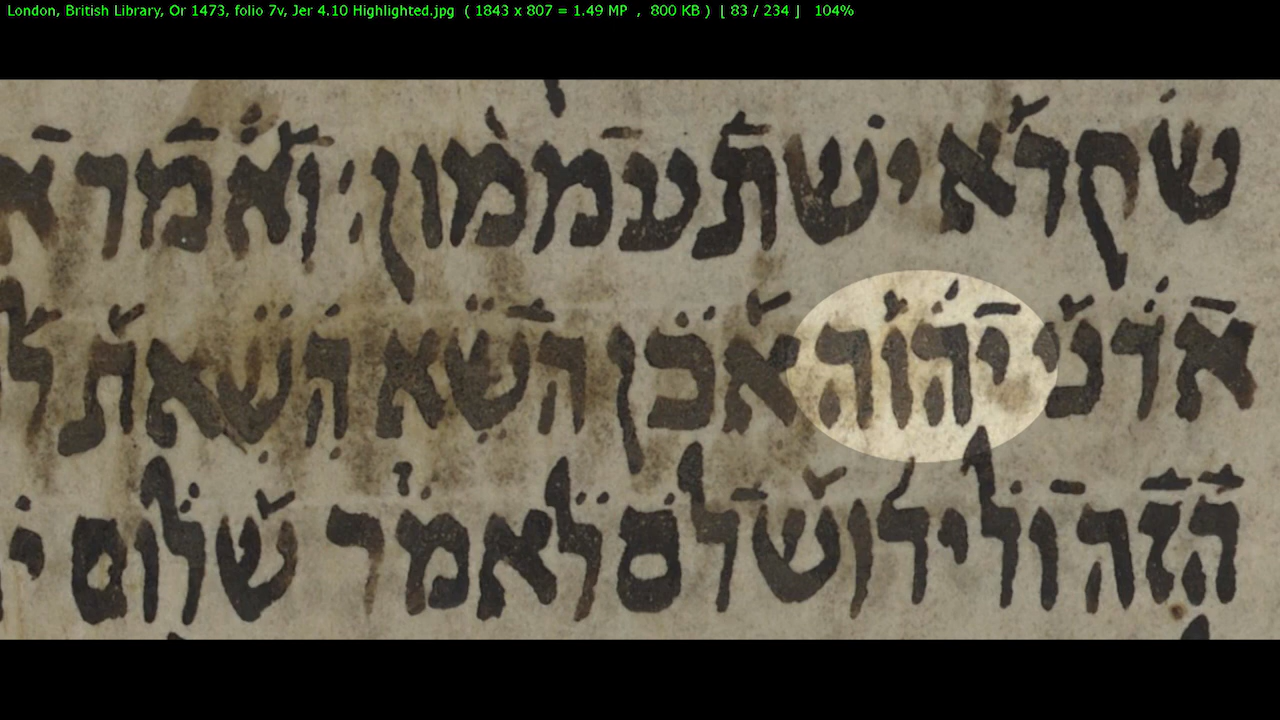 London, British Library, Or 1473, folio 7v, Jer 4.10 Highlighted.jpg ( 1843 x 807 = 1.49 MP , 800 KB ) [ 83 / 234 ] 104%
שקרא ישתעממון׃ ואמר א
אדני יהוה אכן השא השאת ל
הזה ולירושלם לאמר שלום י